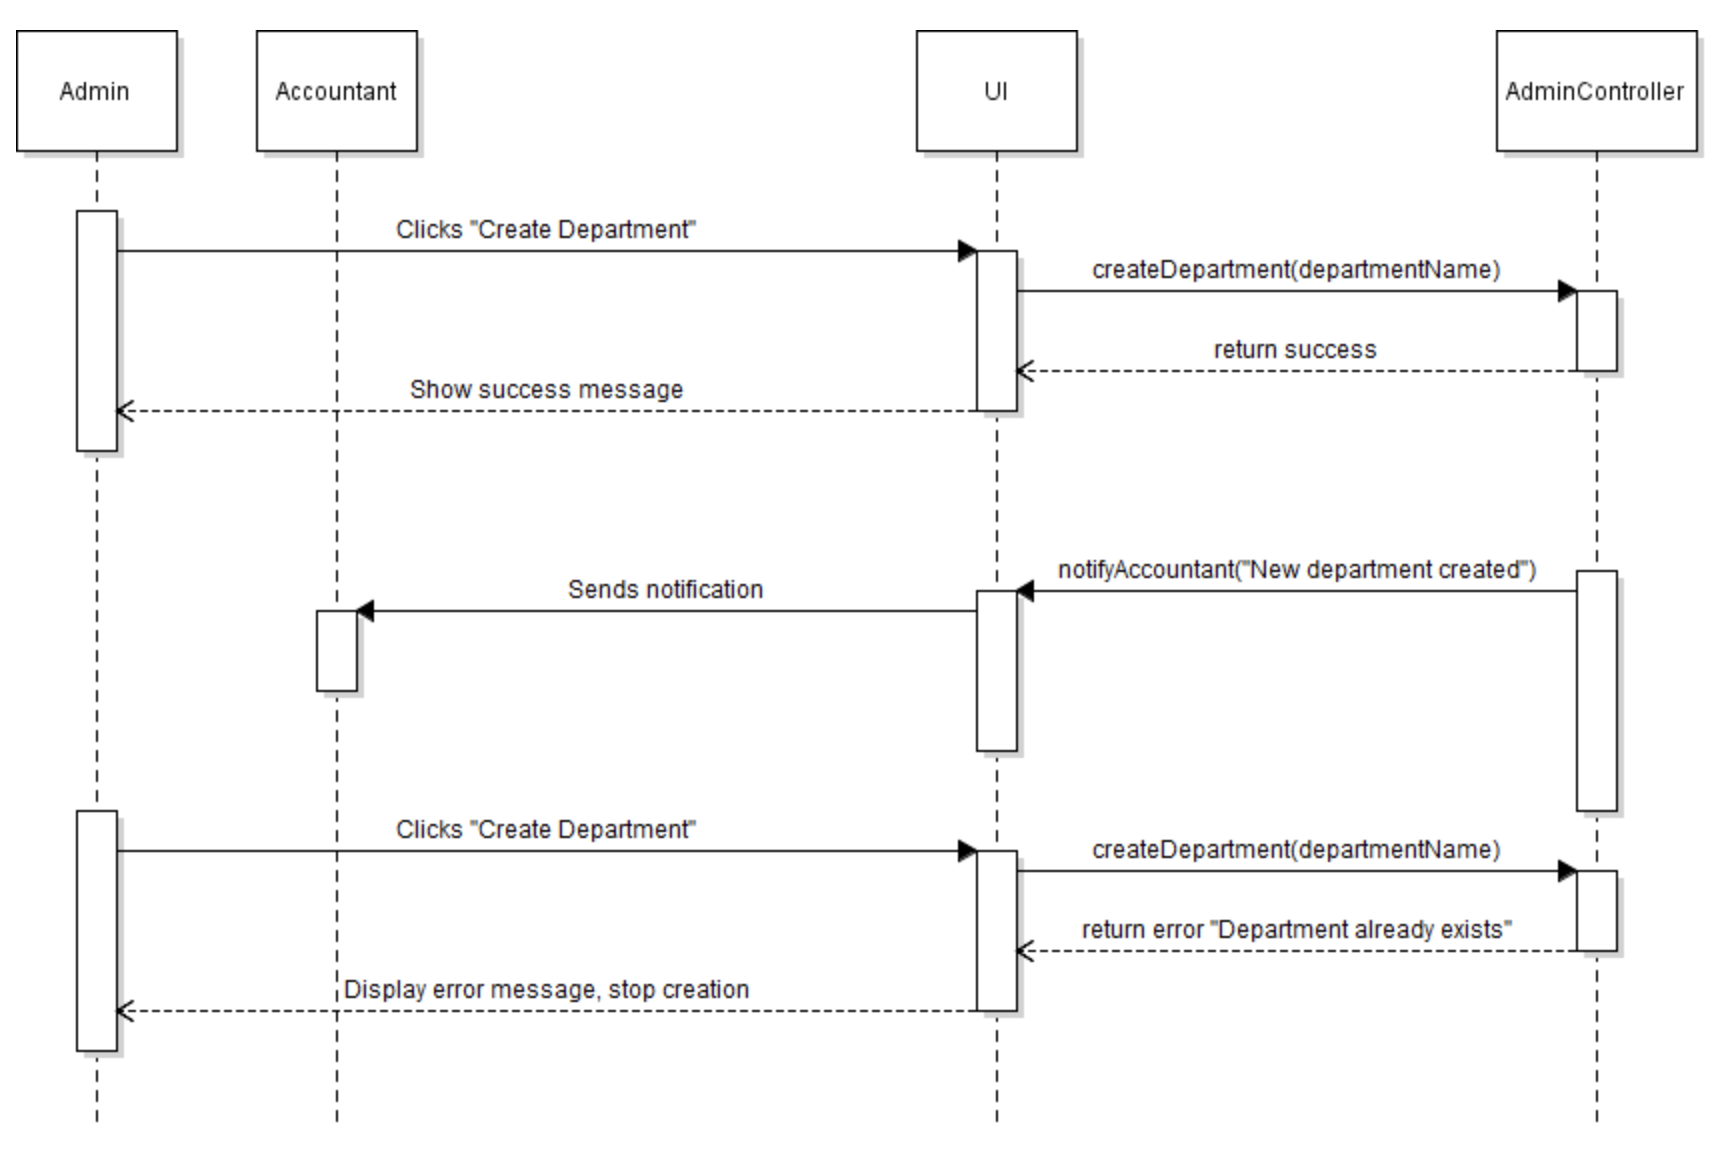 Admin
Accountant
UI
AdminController
Clicks "Create Department"
createDepartment(departmentName)
return success
Show success message
notifyAccountant("New department created")
Sends notification
Clicks "Create Department"
createDepartment(departmentName)
return error "Department already exists"
Display error message, stop creation